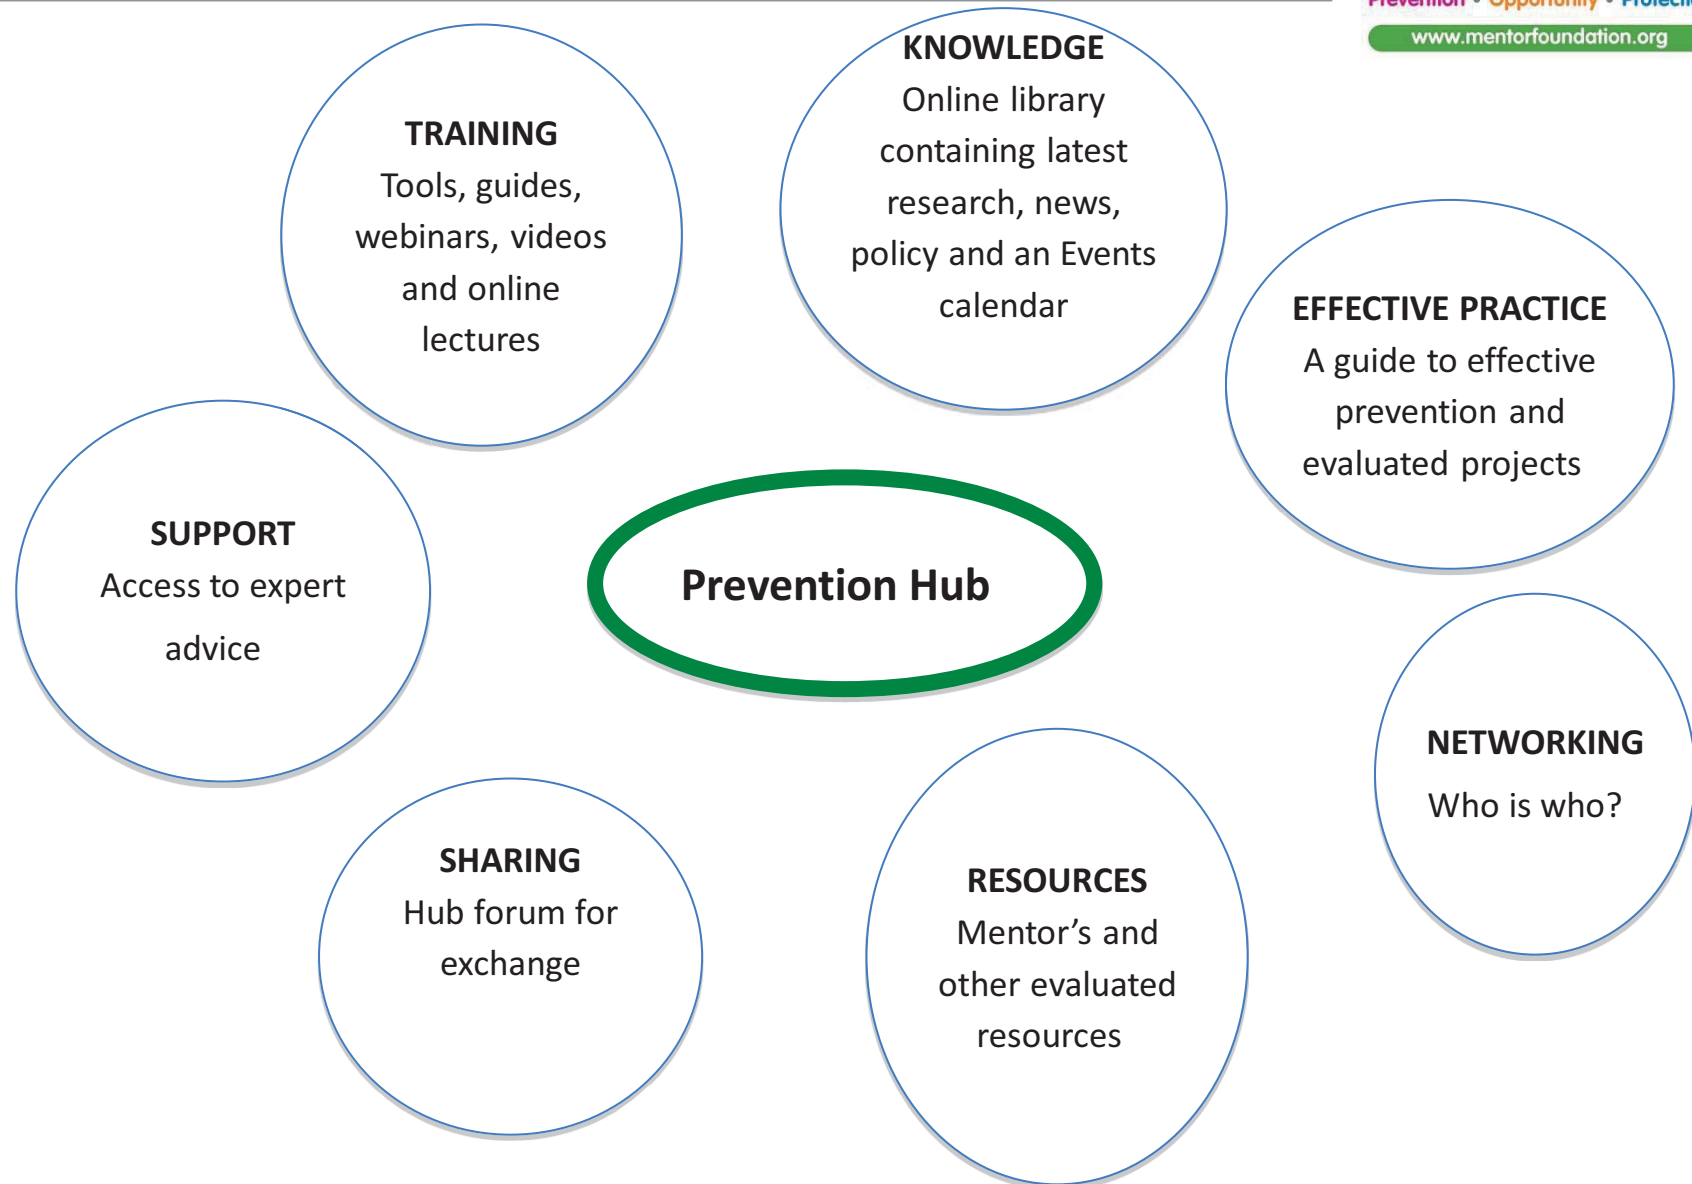 Prevention • Opportunity •
www.mentorfoundation.org
KNOWLEDGE
Online library
containing latest
research, news,
policy and an Events
calendar
TRAINING
Tools, guides,
webinars, videos
and online
lectures
EFFECTIVE PRACTICE
A guide to effective
prevention and
evaluated projects
SUPPORT
Access to expert
advice
Prevention Hub
NETWORKING
Who is who?
SHARING
Hub forum for
exchange
RESOURCES
Mentor’s and
other evaluated
resources